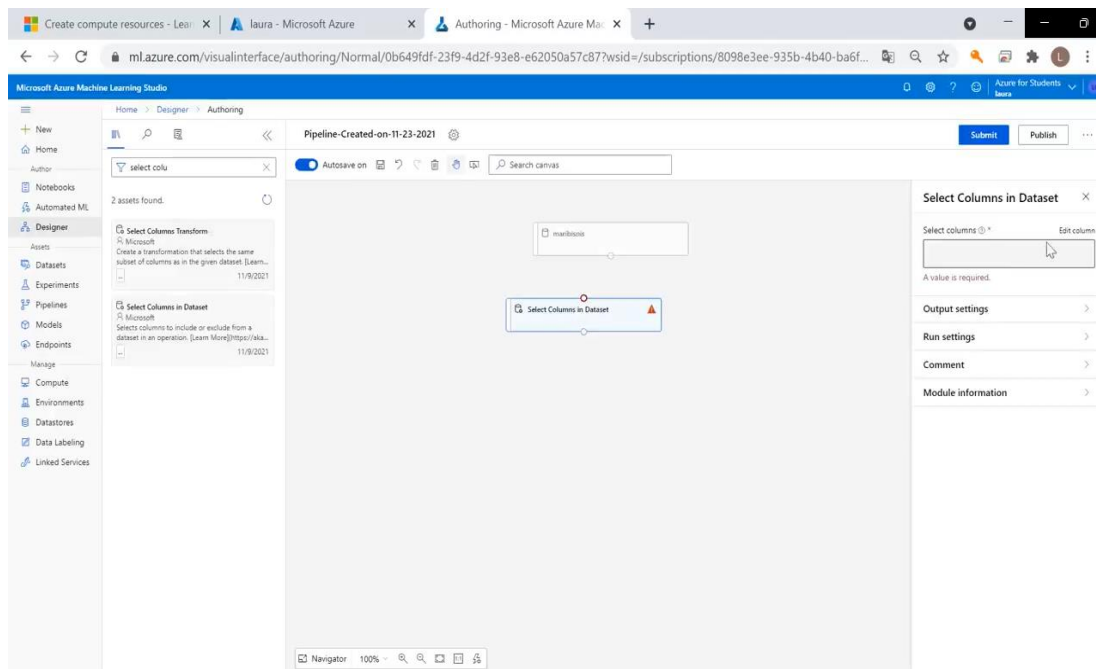 Create compute resources - Lear
laura - Microsoft Azure
Authoring - Microsoft Azure Mac
ml.azure.com/visualinterface/authoring/Normal/0b649fdf-23f9-4d2f-93e8-e62050a57c87?wsid=/subscriptions/8098e3ee-935b-4b40-ba6f...
L
Microsoft Azure Machine Learning Studio
Azure for Students
laura
Home > Designer > Authoring
New
Home
Author
Notebooks
Automated ML
Designer
Assets
Datasets
Experiments
Pipelines
Models
Endpoints
Manage
Compute
Environments
Datastores
Data Labeling
Linked Services
select colu
2 assets found.
Select Columns Transform
Microsoft
Create a transformation that selects the same
subset of columns as in the given dataset. [Learn...
...
11/9/2021
Select Columns in Dataset
Microsoft
Selects columns to include or exclude from a
dataset in an operation. [Learn More](https://aka...
...
11/9/2021
Pipeline-Created-on-11-23-2021
Submit
Publish
Autosave on
Search canvas
Select Columns in Dataset
Navigator
100%
Select Columns in Dataset
Select columns *
Edit column
A value is required.
Output settings
Run settings
Comment
Module information